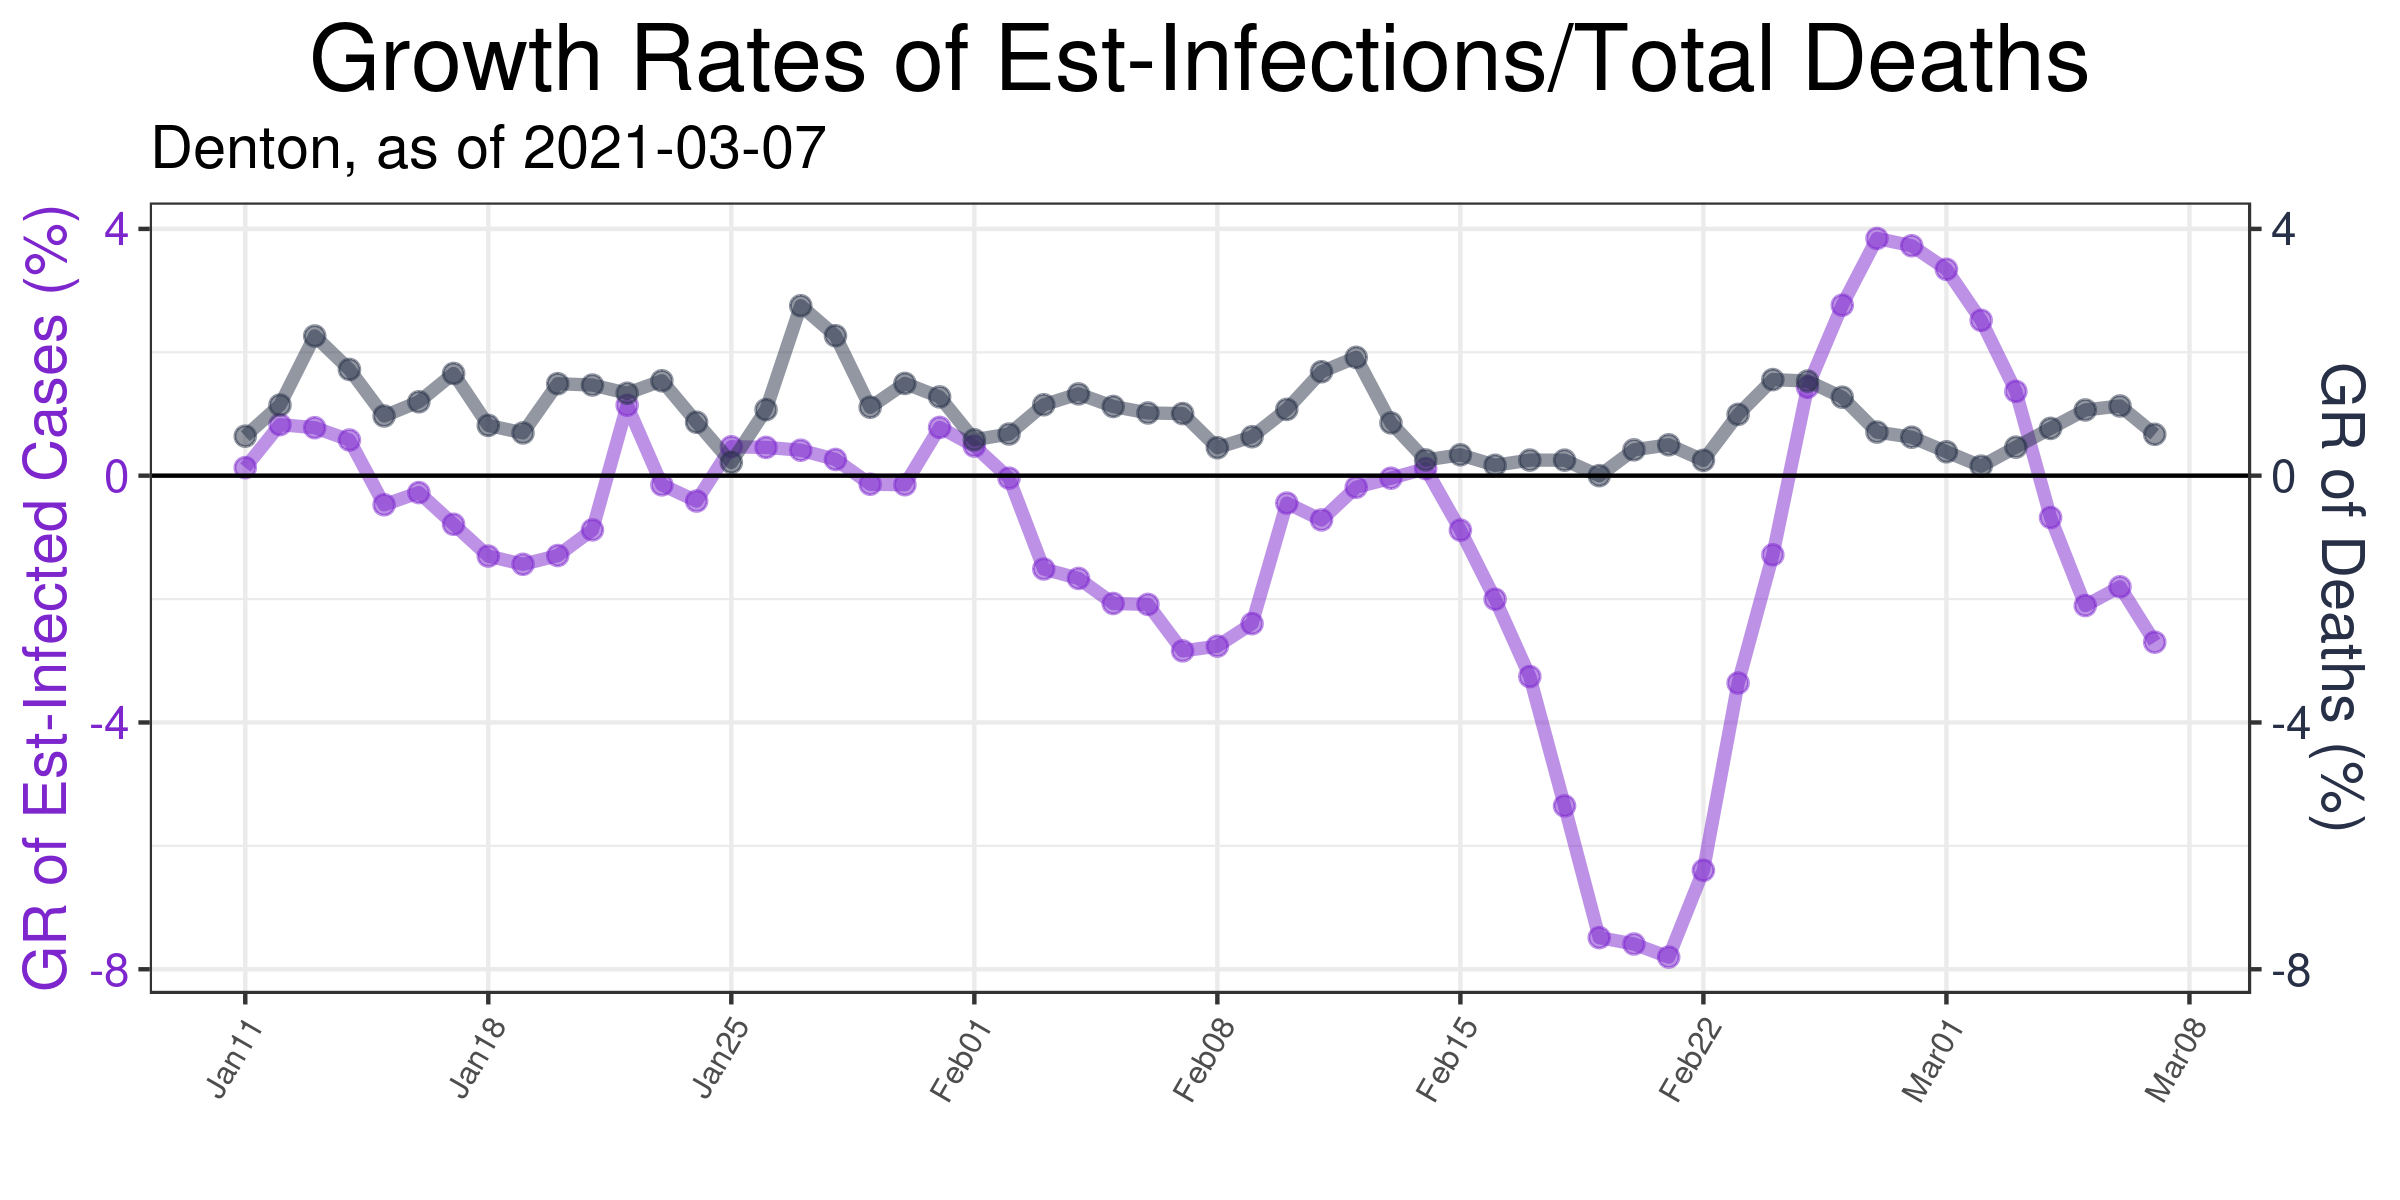 Growth Rates of Est-Infections/Total Deaths
Denton, as of 2021-03-07
GR of Est-Infected Cases (%)
4
0
-4
-8
4
0
-4
-8
GR of Deaths (%)
Jan11
Jan18
Jan25
Feb01
Feb08
Feb15
Feb22
Mar01
Mar08